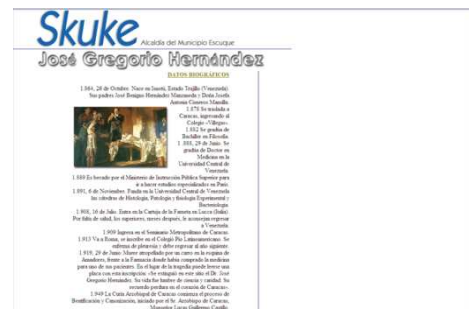 Skuke
Alcaldía del Municipio Escuque
José Gregorio Hernández
DATOS BIOGRÁFICOS
1.864, 26 de Octubre. Nace en Isnotú, Estado Trujillo (Venezuela)
Sus padres José Benigno Hernández Manzaneda y Doña Josefa
Antonia Cisneros Mansilla.
1.878 Se traslada a
Caracas, ingresando al
Colegio «Villegas».
1.882 Se gradúa de
Bachiller en Filosofía.
1.888, 29 de Junio. Se
gradúa de Doctor en
Medicina en la
Universidad Central de
Venezuela.
1.889 Es becado por el Ministerio de Instrucción Pública Superior para
ir a hacer estudios especializados en París.
1.891, 6 de Noviembre. Funda en la Universidad Central de Venezuela
las cátedras de Histología, Patología y fisiología Experimental y
Bacteriología.
1.908, 16 de Julio. Entra en la Cartuja de la Farneta en Lucca (Italia).
Por falta de salud, los superiores, meses después, le aconsejan regresar
a Venezuela.
1.909 Ingresa en el Seminario Metropolitano de Caracas.
1.913 Va a Roma, se inscribe en el Colegio Pío Latinoamericano. Se
enferma de pleuresía y debe regresar al año siguiente.
1.919, 29 de Junio. Muere atropellado por un carro en la esquina de
Amadores, frente a la Farmacia donde había comprado la medicina
para uno de sus pacientes. En el lugar de la tragedia puede leerse una
placa con esta inscripción: «Se extinguió en este sitio el Dr. José
Gregorio Hernández. Su vida fue lumbre de ciencia y caridad. Su
recuerdo perdura en el corazón de Caracas».
1.949 La Curia Arzobispal de Caracas comienza el proceso de
Beatificación y Canonización, iniciado por el Sr. Arzobispo de Caracas,
Monseñor Lucas Guillermo Castillo.